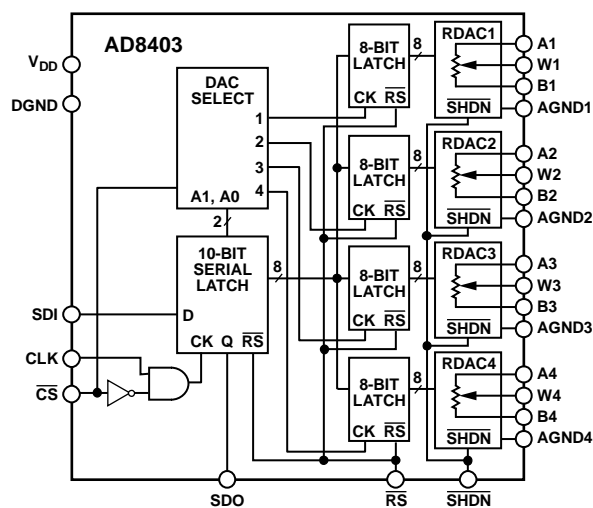 AD8403
VDD
DGND
SDI
CLK
CS
DAC
SELECT
1
2
3
4
A1, A0
2
10-BIT
SERIAL
LATCH
D
CK Q RS
8
8-BIT
LATCH
CK RS
8
RDAC1
SHDN
A1
W1
B1
AGND1
8-BIT
LATCH
CK RS
8
RDAC2
SHDN
A2
W2
B2
AGND2
8-BIT
LATCH
CK RS
8
RDAC3
SHDN
A3
W3
B3
AGND3
8-BIT
LATCH
CK RS
8
RDAC4
SHDN
A4
W4
B4
AGND4
SDO
RS
SHDN